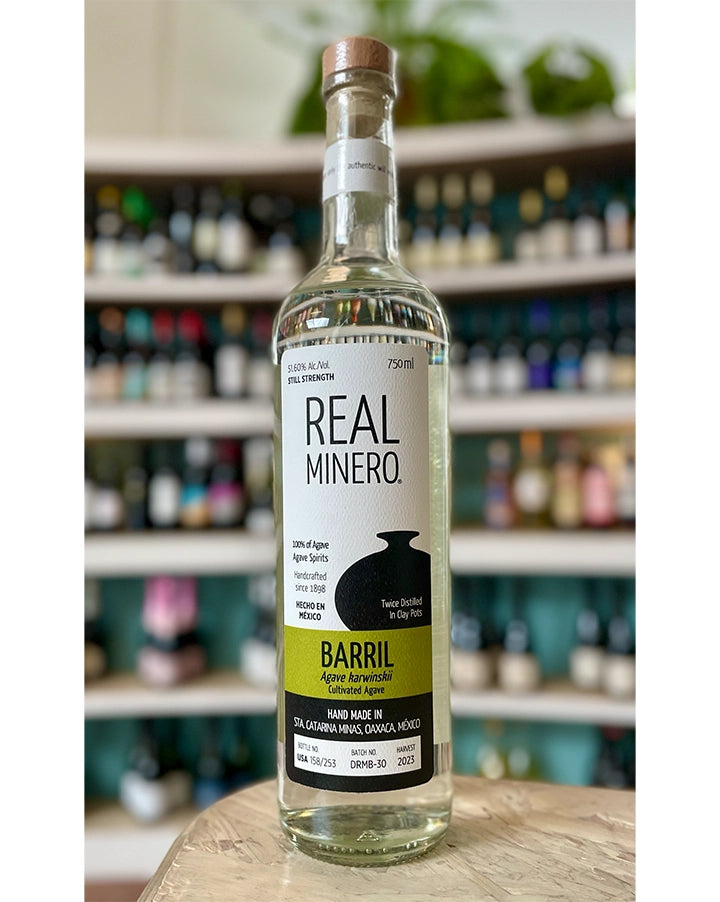 authentic
51.60% Alc./Vol. 750ml
STILL STRENGTH
REAL
MINERO®
100% of Agave
Agave Spirits
Handcrafted
since 1898
HECHO EN
MÉXICO
Twice Distilled
In Clay Pots
BARRIL
Agave karwinskii
Cultivated Agave
HAND MADE IN
STA. CATARINA MINAS, OAXACA, MÉXICO
BOTTLE NO. BATCH NO. HARVEST
USA 158/253 DRMB-30 2023